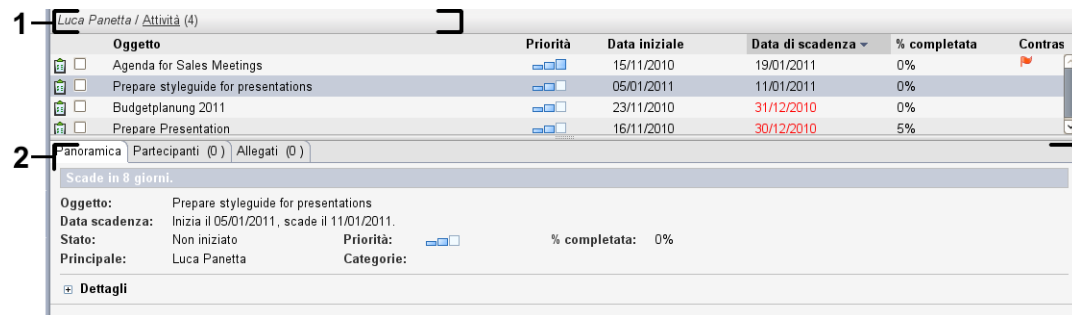 1
Luca Panetta / Attività (4)
Oggetto Priorità Data iniziale Data di scadenza % completata Contras
Agenda for Sales Meetings 15/11/2010 19/01/2011 0%
Prepare styleguide for presentations 05/01/2011 11/01/2011 0%
Budgetplanung 2011 23/11/2010 31/12/2010 0%
Prepare Presentation 16/11/2010 30/12/2010 5%
2
Panoramica Partecipanti (0) Allegati (0)
Scade in 8 giorni.
Oggetto: Prepare styleguide for presentations
Data scadenza: Inizia il 05/01/2011, scade il 11/01/2011.
Stato: Non iniziato Priorità: % completata: 0%
Principale: Luca Panetta Categorie:
Dettagli